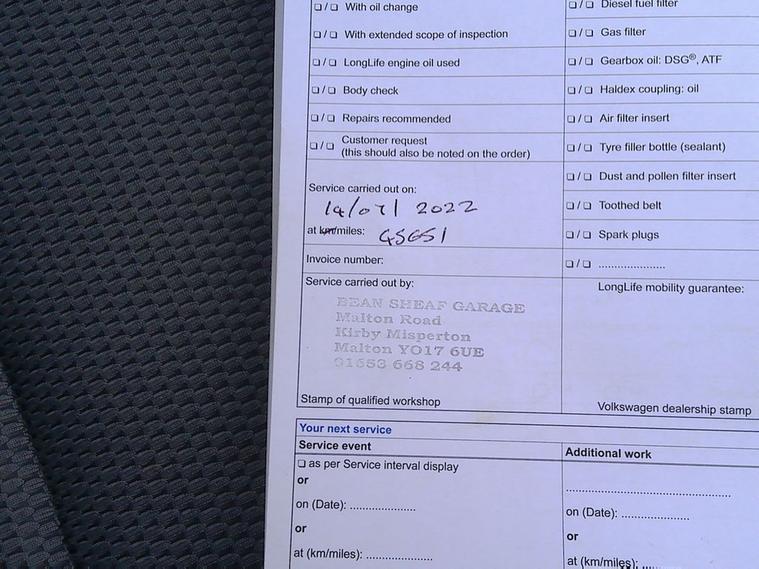 ❏ / ❏ With oil change
❏ / ❏ With extended scope of inspection
❏ / ❏ LongLife engine oil used
❏ / ❏ Body check
❏ / ❏ Repairs recommended
❏ / ❏ Customer request
(this should also be noted on the order)
Service carried out on:
14/07/ 2022
at km/miles: 45651
Invoice number:
Service carried out by:
BEAN SHEAF GARAGE
Malton Road
Kirby Misperton
Malton YO17 6UE
01653 668 244
Stamp of qualified workshop
❏ / ❏ Diesel fuel filter
❏ / ❏ Gas filter
❏ / ❏ Gearbox oil: DSG®, ATF
❏ / ❏ Haldex coupling: oil
❏ / ❏ Air filter insert
❏ / ❏ Tyre filler bottle (sealant)
❏ / ❏ Dust and pollen filter insert
❏ / ❏ Toothed belt
❏ / ❏ Spark plugs
❏ / ❏ ......................
LongLife mobility guarantee:
Volkswagen dealership stamp
Your next service
Service event
❏ as per Service interval display
or
on (Date): ......................
or
at (km/miles): ......................
Additional work
......................................................
on (Date): ......................
or
at (km/miles): ....